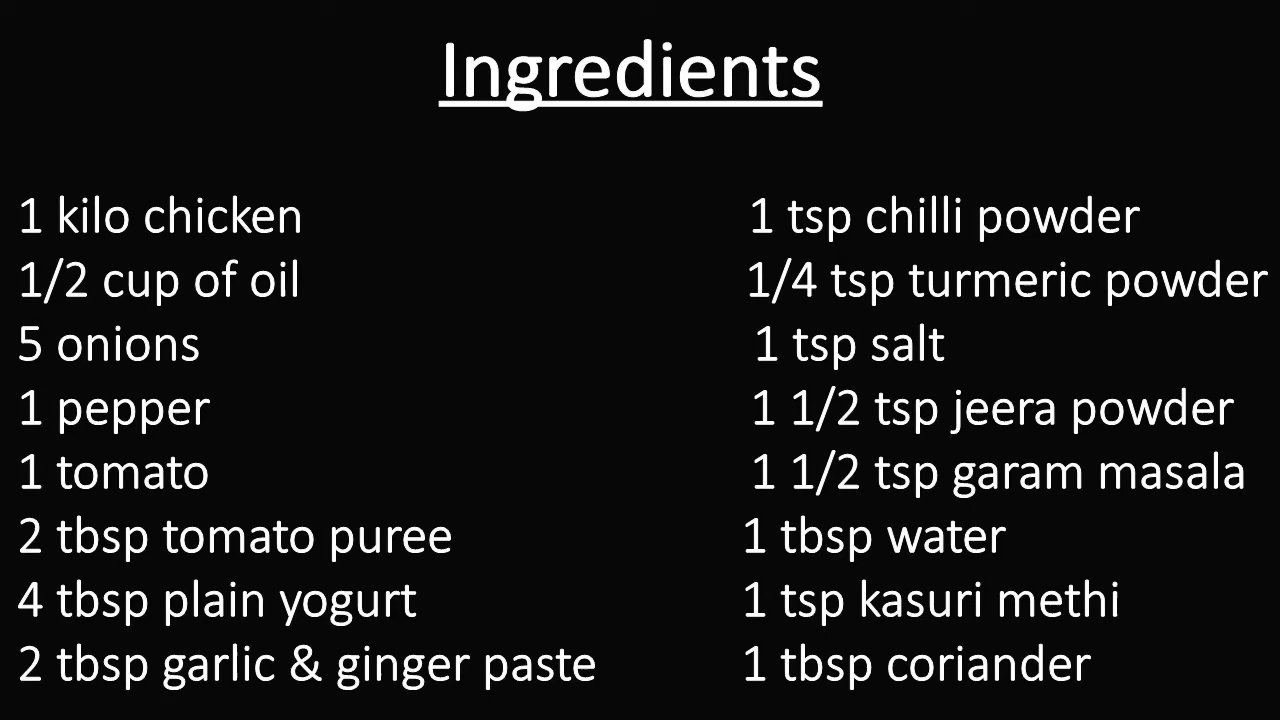 Ingredients
1 kilo chicken
1/2 cup of oil
5 onions
1 pepper
1 tomato
2 tbsp tomato puree
4 tbsp plain yogurt
2 tbsp garlic & ginger paste
1 tsp chilli powder
1/4 tsp turmeric powder
1 tsp salt
1 1/2 tsp jeera powder
1 1/2 tsp garam masala
1 tbsp water
1 tsp kasuri methi
1 tbsp coriander